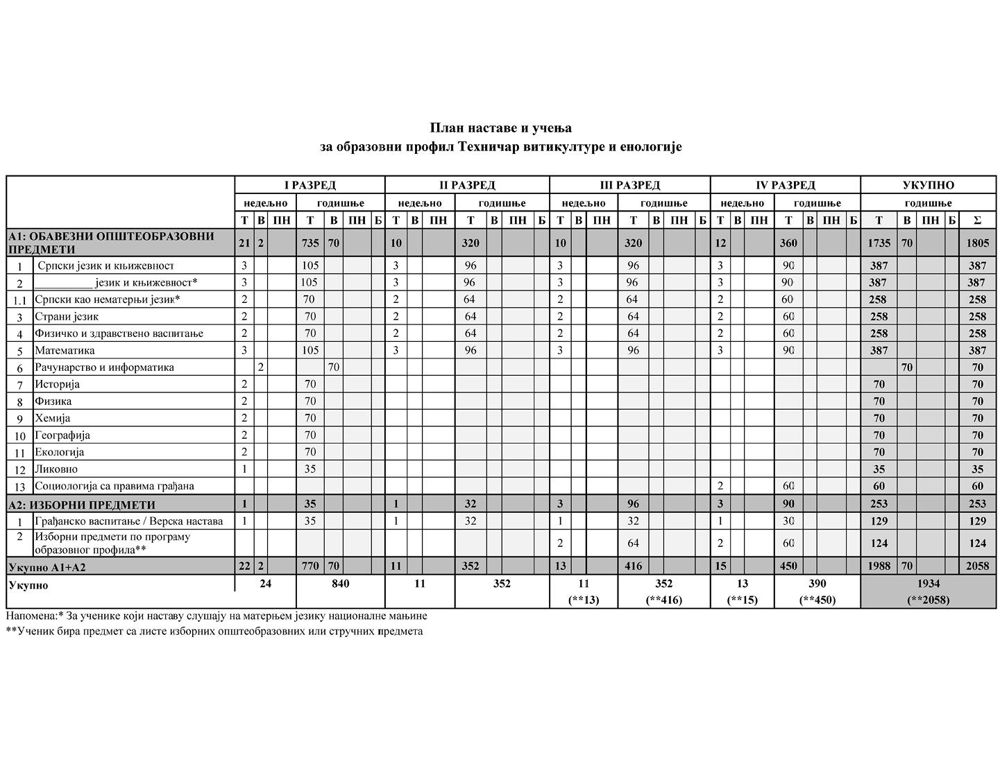 План наставе и учења
за образовни профил Техничар витикултуре и енологије
I РАЗРЕД II РАЗРЕД III РАЗРЕД IV РАЗРЕД УКУПНО
недељно годишње недељно годишње недељно годишње недељно годишње годишње
Т В ПН Т В ПН Б Т В ПН Т В ПН Б Т В ПН Т В ПН Б Т В ПН Т В ПН Б Т В ПН Б Σ
А1: ОБАВЕЗНИ ОПШТЕОБРАЗОВНИ
ПРЕДМЕТИ 21 2 735 70 10 320 10 320 12 360 1735 70 1805
1 Српски језик и књижевност 3 105 3 96 3 96 3 90 387 387
2 ___________ језик и књижевност* 3 105 3 96 3 96 3 90 387 387
1.1 Српски као нематерњи језик* 2 70 2 64 2 64 2 60 258 258
3 Страни језик 2 70 2 64 2 64 2 60 258 258
4 Физичко и здравствено васпитање 2 70 2 64 2 64 2 60 258 258
5 Математика 3 105 3 96 3 96 3 90 387 387
6 Рачунарство и информатика 2 70 70 70
7 Историја 2 70 70 70
8 Физика 2 70 70 70
9 Хемија 2 70 70 70
10 Географија 2 70 70 70
11 Екологија 2 70 70 70
12 Ликовно 1 35 35 35
13 Социологија са правима грађана 2 60 60 60
А2: ИЗБОРНИ ПРЕДМЕТИ 1 35 1 32 3 96 3 90 253 253
1 Грађанско васпитање / Верска настава 1 35 1 32 1 32 1 30 129 129
2 Изборни предмети по програму
образовног профила** 2 64 2 60 124 124
Укупно А1+А2 22 2 770 70 11 352 13 416 15 450 1988 70 2058
Укупно 24 840 11 352 11 352 13 390 1934
(**13) (**416) (**15) (**450) (**2058)
Напомена:* За ученике који наставу слушају на матерњем језику националне мањине
**Ученик бира предмет са листе изборних општеобразовних или стручних предмета